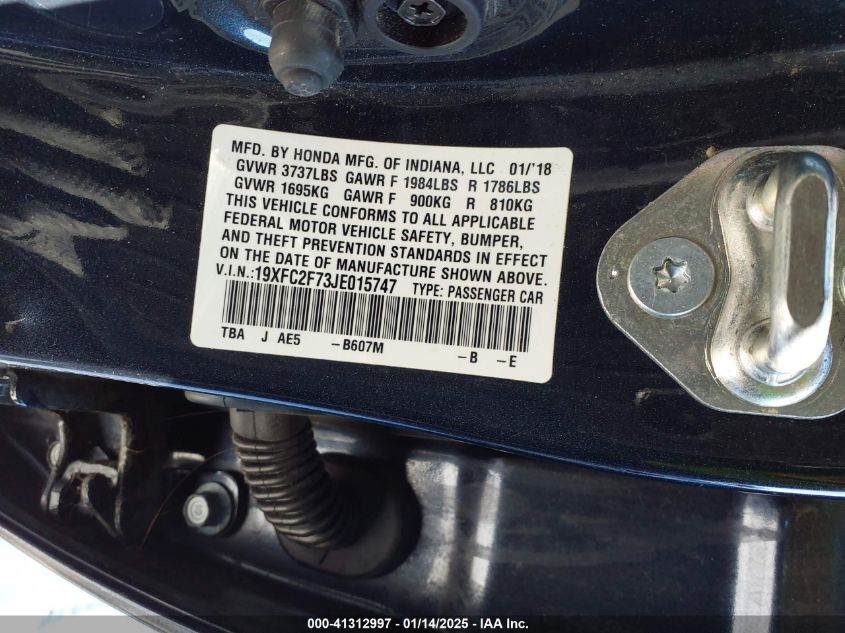 MFD. BY HONDA MFG. OF INDIANA, LLC 01/'18
GVWR 3737LBS GAWR F 1984LBS R 1786LBS
GVWR 1695KG GAWR F 900KG R 810KG
THIS VEHICLE CONFORMS TO ALL APPLICABLE
FEDERAL MOTOR VEHICLE SAFETY, BUMPER,
AND THEFT PREVENTION STANDARDS IN EFFECT
ON THE DATE OF MANUFACTURE SHOWN ABOVE.
V.I.N.:19XFC2F73JE015747 TYPE: PASSENGER CAR
TBA J AE5 -B607M -B -E
000-41312997 - 01/14/2025 - IAA Inc.